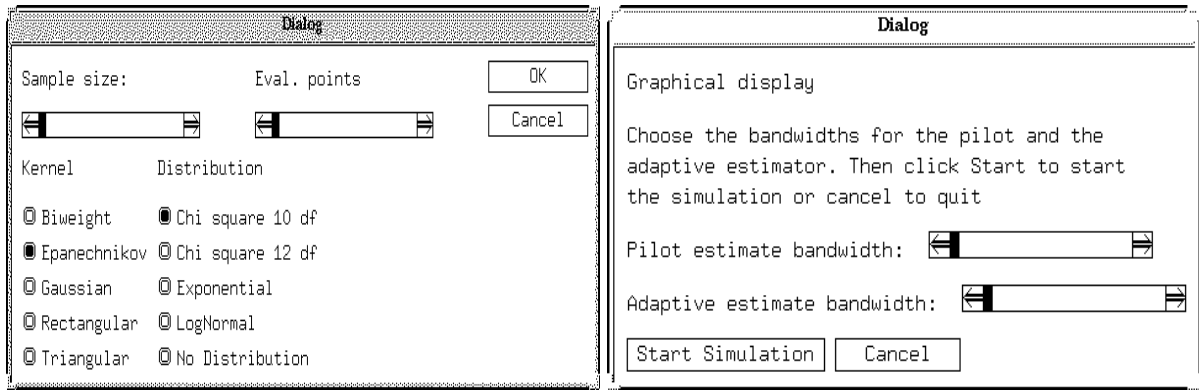 Dialog
Sample size: Eval. points OK
Cancel
Kernel Distribution
Biweight Chi square 10 df
Epanechnikov Chi square 12 df
Gaussian Exponential
Rectangular LogNormal
Triangular No Distribution
Dialog
Graphical display
Choose the bandwidths for the pilot and the
adaptive estimator. Then click Start to start
the simulation or cancel to quit
Pilot estimate bandwidth:
Adaptive estimate bandwidth:
Start Simulation Cancel